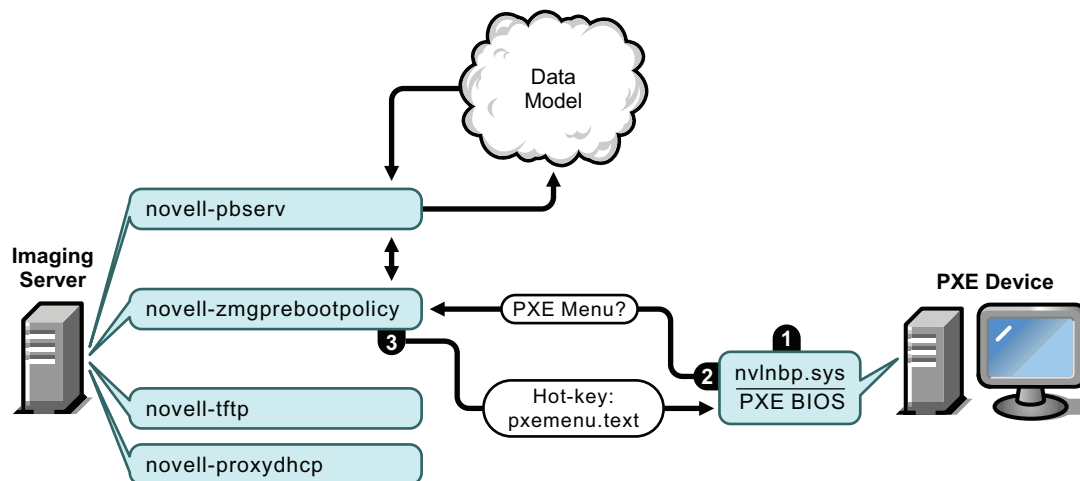 Data
Model
novell-pbserv
Imaging
Server
novell-zmgprebootpolicy
PXE Menu?
PXE Device
3
1
2
nvlnbp.sys
PXE BIOS
Hot-key:
pxemenu.text
novell-tftp
novell-proxydhcp